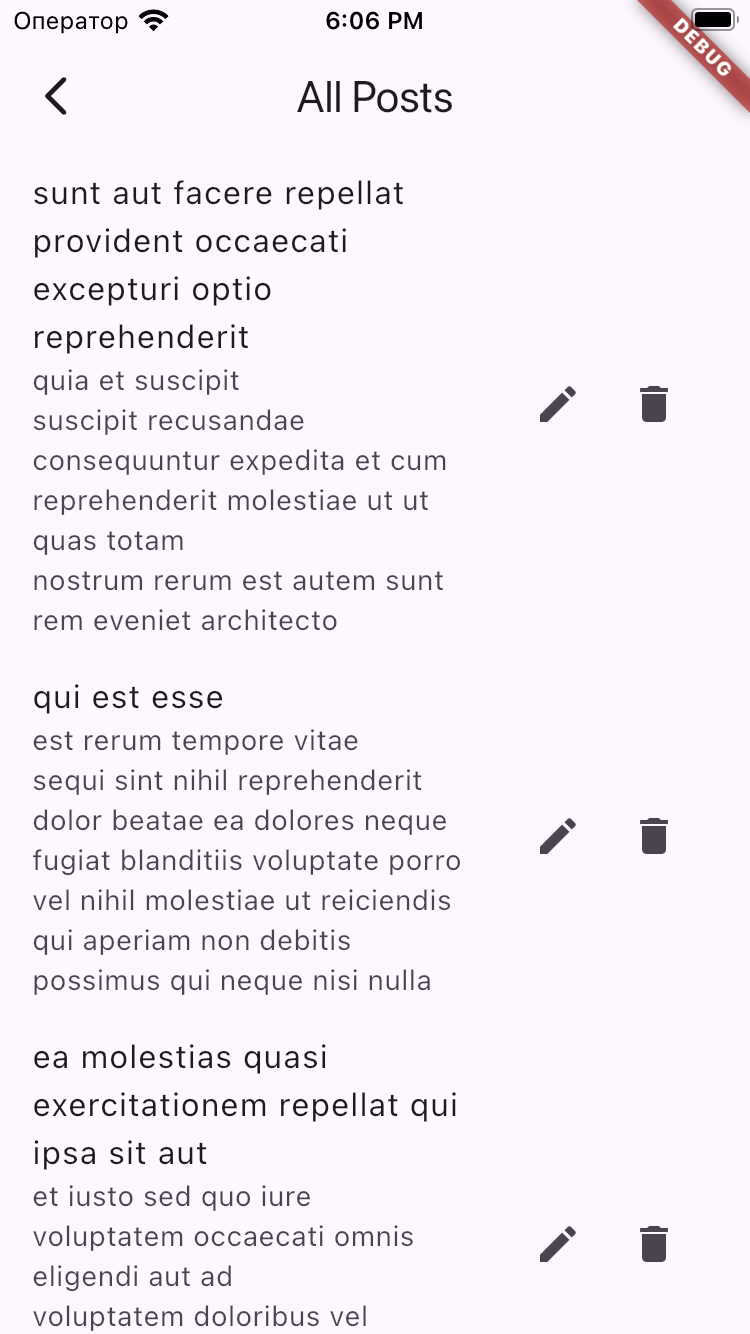 Оператор 6:06 PM
DEBUG
All Posts
sunt aut facere repellat
provident occaecati
excepturi optio
reprehenderit
quia et suscipit
suscipit recusandae
consequuntur expedita et cum
reprehenderit molestiae ut ut
quas totam
nostrum rerum est autem sunt
rem eveniet architecto
qui est esse
est rerum tempore vitae
sequi sint nihil reprehenderit
dolor beatae ea dolores neque
fugiat blanditiis voluptate porro
vel nihil molestiae ut reiciendis
qui aperiam non debitis
possimus qui neque nisi nulla
ea molestias quasi
exercitationem repellat qui
ipsa sit aut
et iusto sed quo iure
voluptatem occaecati omnis
eligendi aut ad
voluptatem doloribus vel